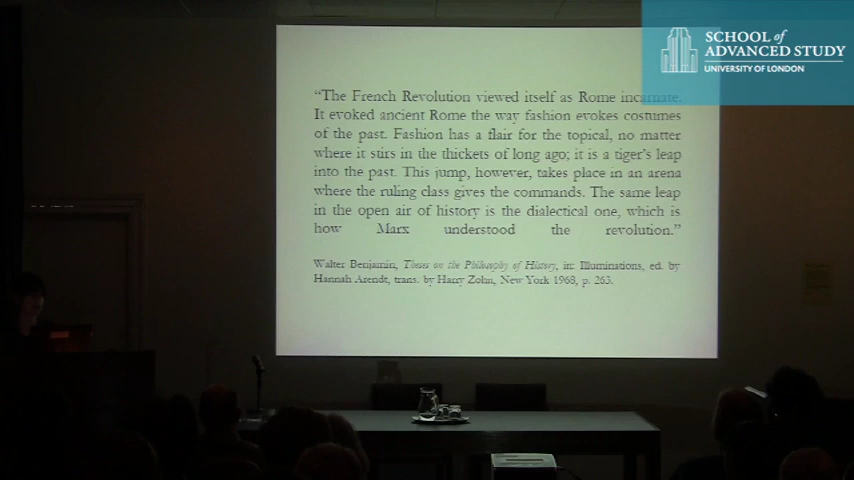 SCHOOL of
ADVANCED STUDY
UNIVERSITY OF LONDON
“The French Revolution viewed itself as Rome incarnate.
It evoked ancient Rome the way fashion evokes costumes
of the past. Fashion has a flair for the topical, no matter
where it stirs in the thickets of long ago; it is a tiger’s leap
into the past. This jump, however, takes place in an arena
where the ruling class gives the commands. The same leap
in the open air of history is the dialectical one, which is
how Marx understood the revolution.”
Walter Benjamin, Theses on the Philosophy of History, in: Illuminations, ed. by
Hannah Arendt, trans. by Harry Zohn, New York 1968, p. 263.